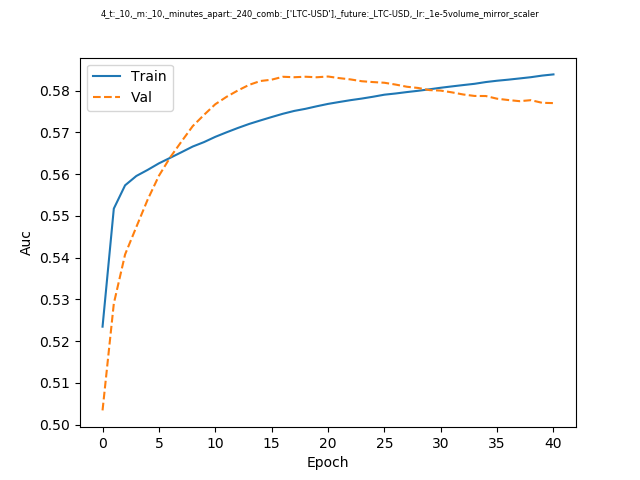 4_t:_10,_m:_10,_minutes_apart:_240_comb:_['LTC-USD'],_future:_LTC-USD,_lr:_1e-5volume_mirror_scaler
Train
Val
0.58
0.57
0.56
0.55
0.54
0.53
0.52
0.51
0.50
Auc
0 5 10 15 20 25 30 35 40
Epoch